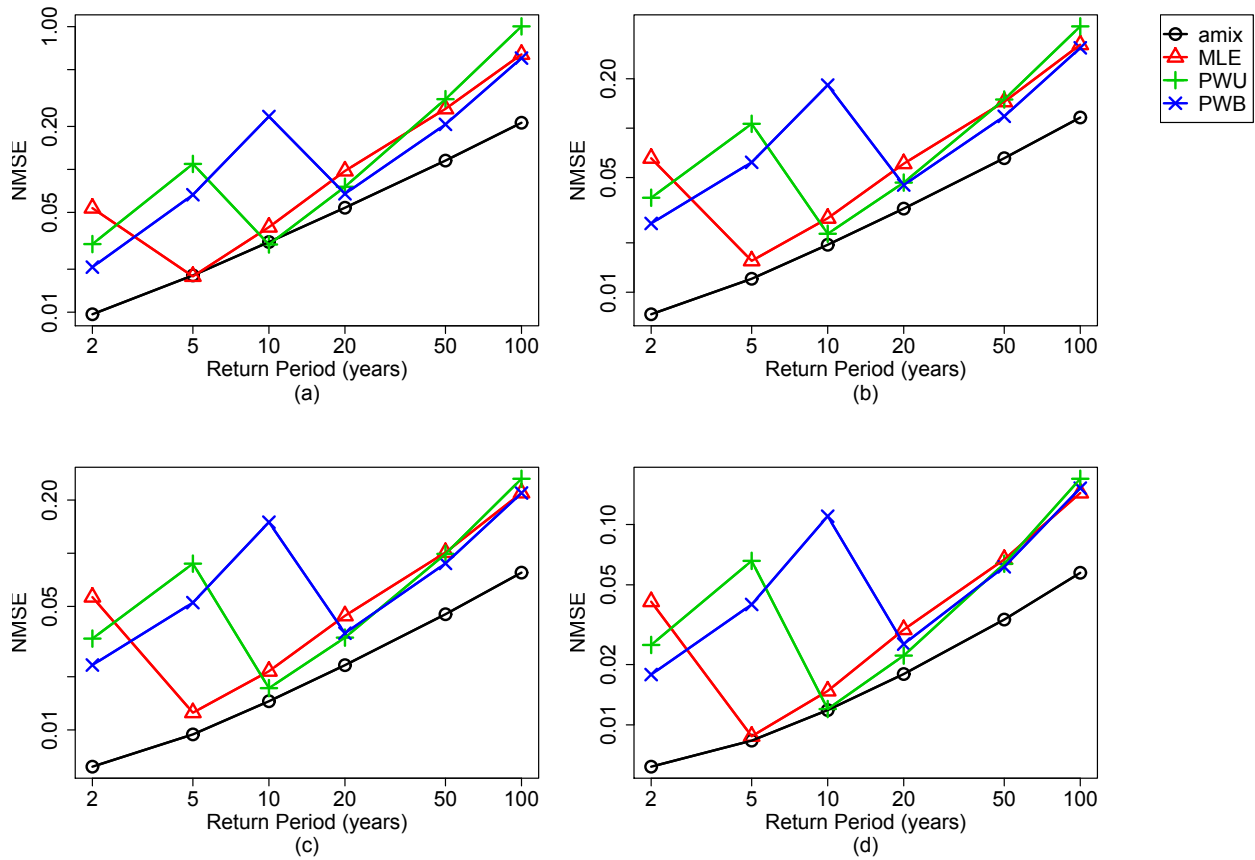 NMSE
1.00
0.20
0.05
0.01
2 5 10 20 50 100
Return Period (years)
(a)
NMSE
0.20
0.05
0.01
2 5 10 20 50 100
Return Period (years)
(b)
amix
MLE
PWU
PWB
NMSE
0.20
0.05
0.01
2 5 10 20 50 100
Return Period (years)
(c)
NMSE
0.10
0.05
0.02
0.01
2 5 10 20 50 100
Return Period (years)
(d)